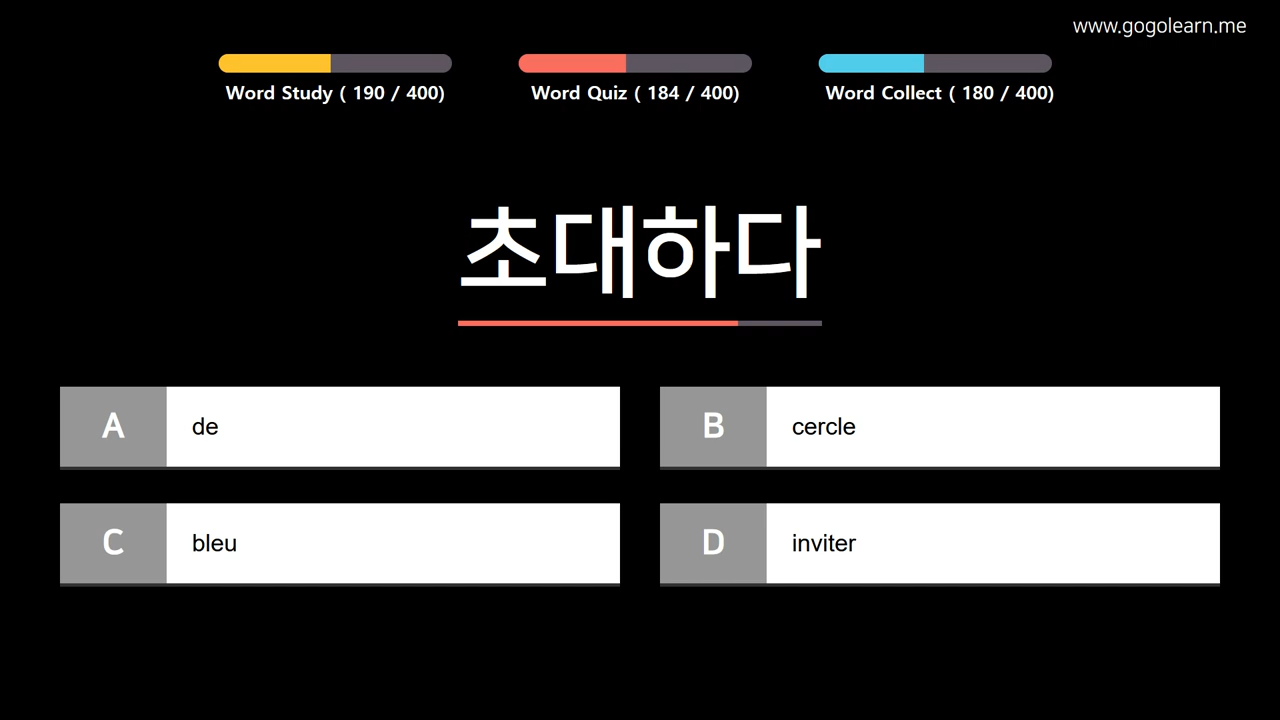 www.gogolearn.me
Word Study ( 190 / 400)
Word Quiz ( 184 / 400)
Word Collect ( 180 / 400)
초대하다
A de
B cercle
C bleu
D inviter